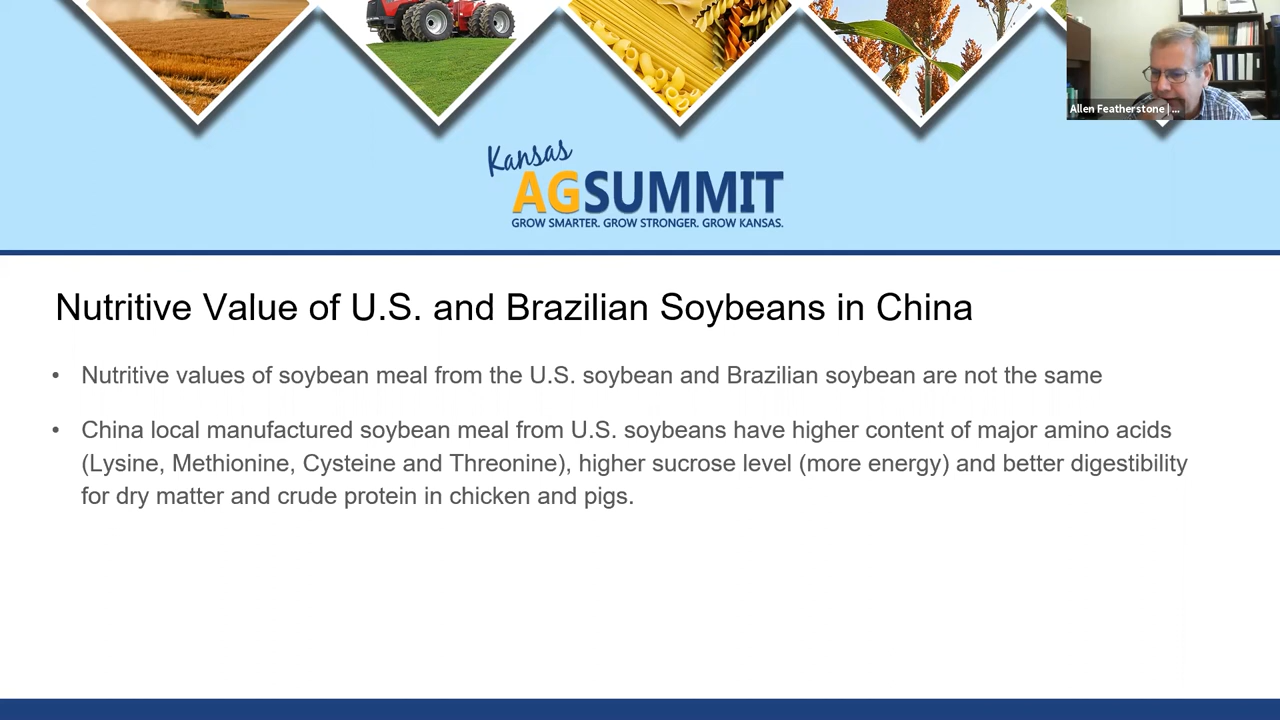 Allen Featherstone | ...
Kansas
AGSUMMIT
GROW SMARTER. GROW STRONGER. GROW KANSAS.
Nutritive Value of U.S. and Brazilian Soybeans in China
• Nutritive values of soybean meal from the U.S. soybean and Brazilian soybean are not the same
• China local manufactured soybean meal from U.S. soybeans have higher content of major amino acids
(Lysine, Methionine, Cysteine and Threonine), higher sucrose level (more energy) and better digestibility
for dry matter and crude protein in chicken and pigs.